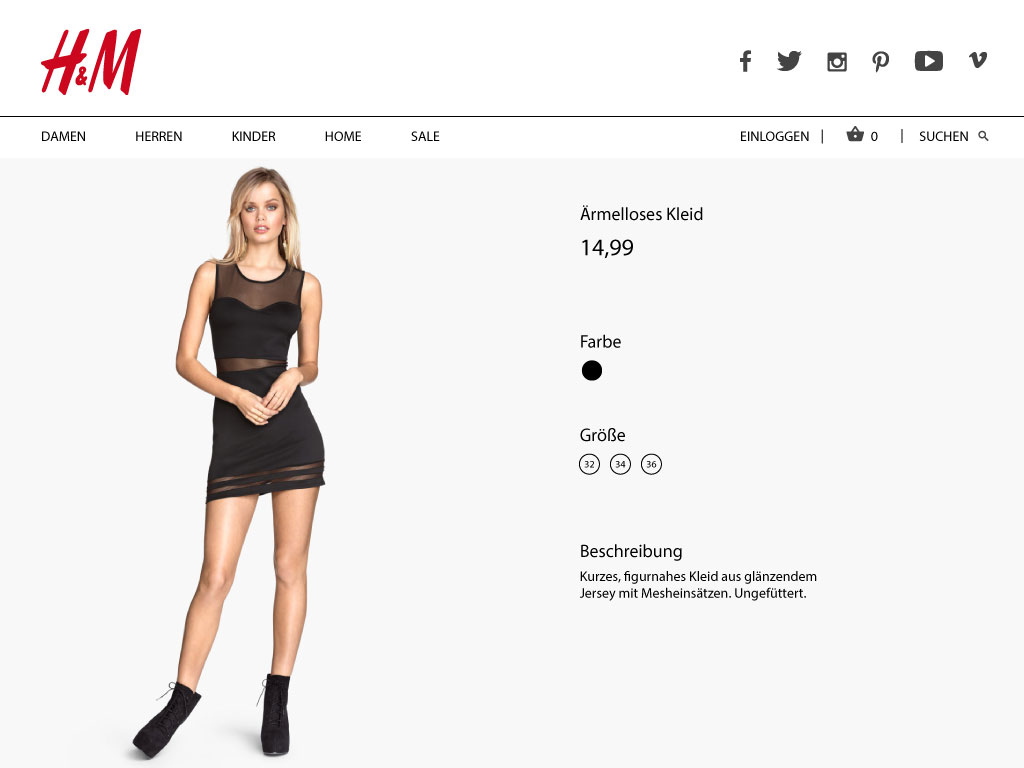 H&M
DAMEN HERREN KINDER HOME SALE EINLOGGEN | 0 | SUCHEN
Ärmelloses Kleid
14,99
Farbe
Größe
32 34 36
Beschreibung
Kurzes, figurnahes Kleid aus glänzendem
Jersey mit Mesheinsätzen. Ungefüttert.